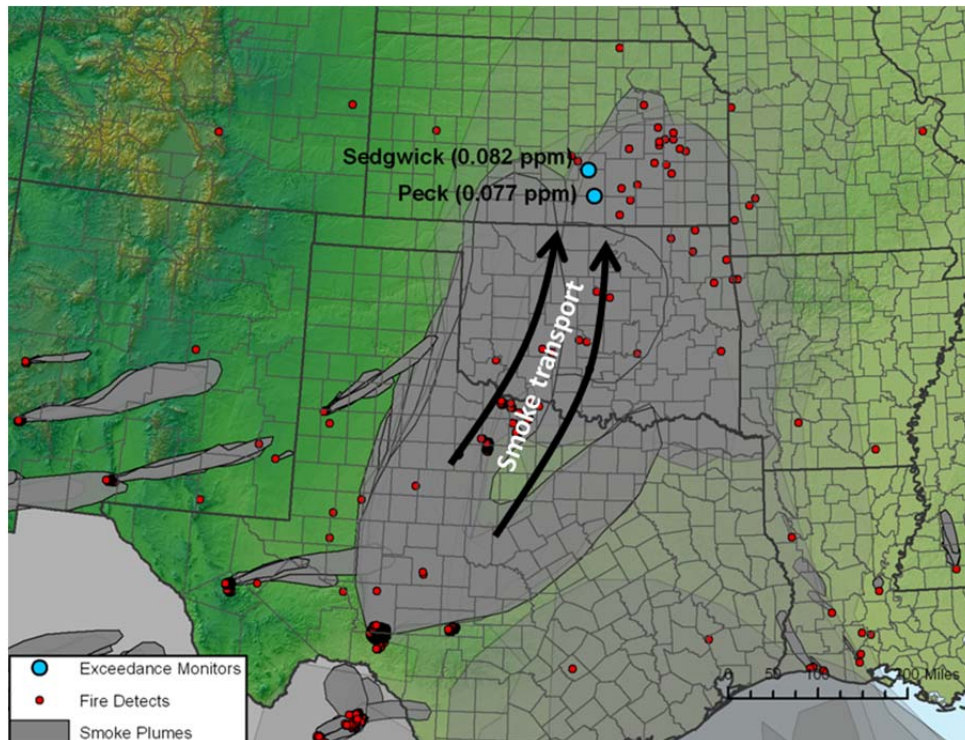 Sedgwick (0.082 ppm)
Peck (0.077 ppm)
Smoke transport
0 50 100 200 Miles
Exceedance Monitors
Fire Detects
Smoke Plumes